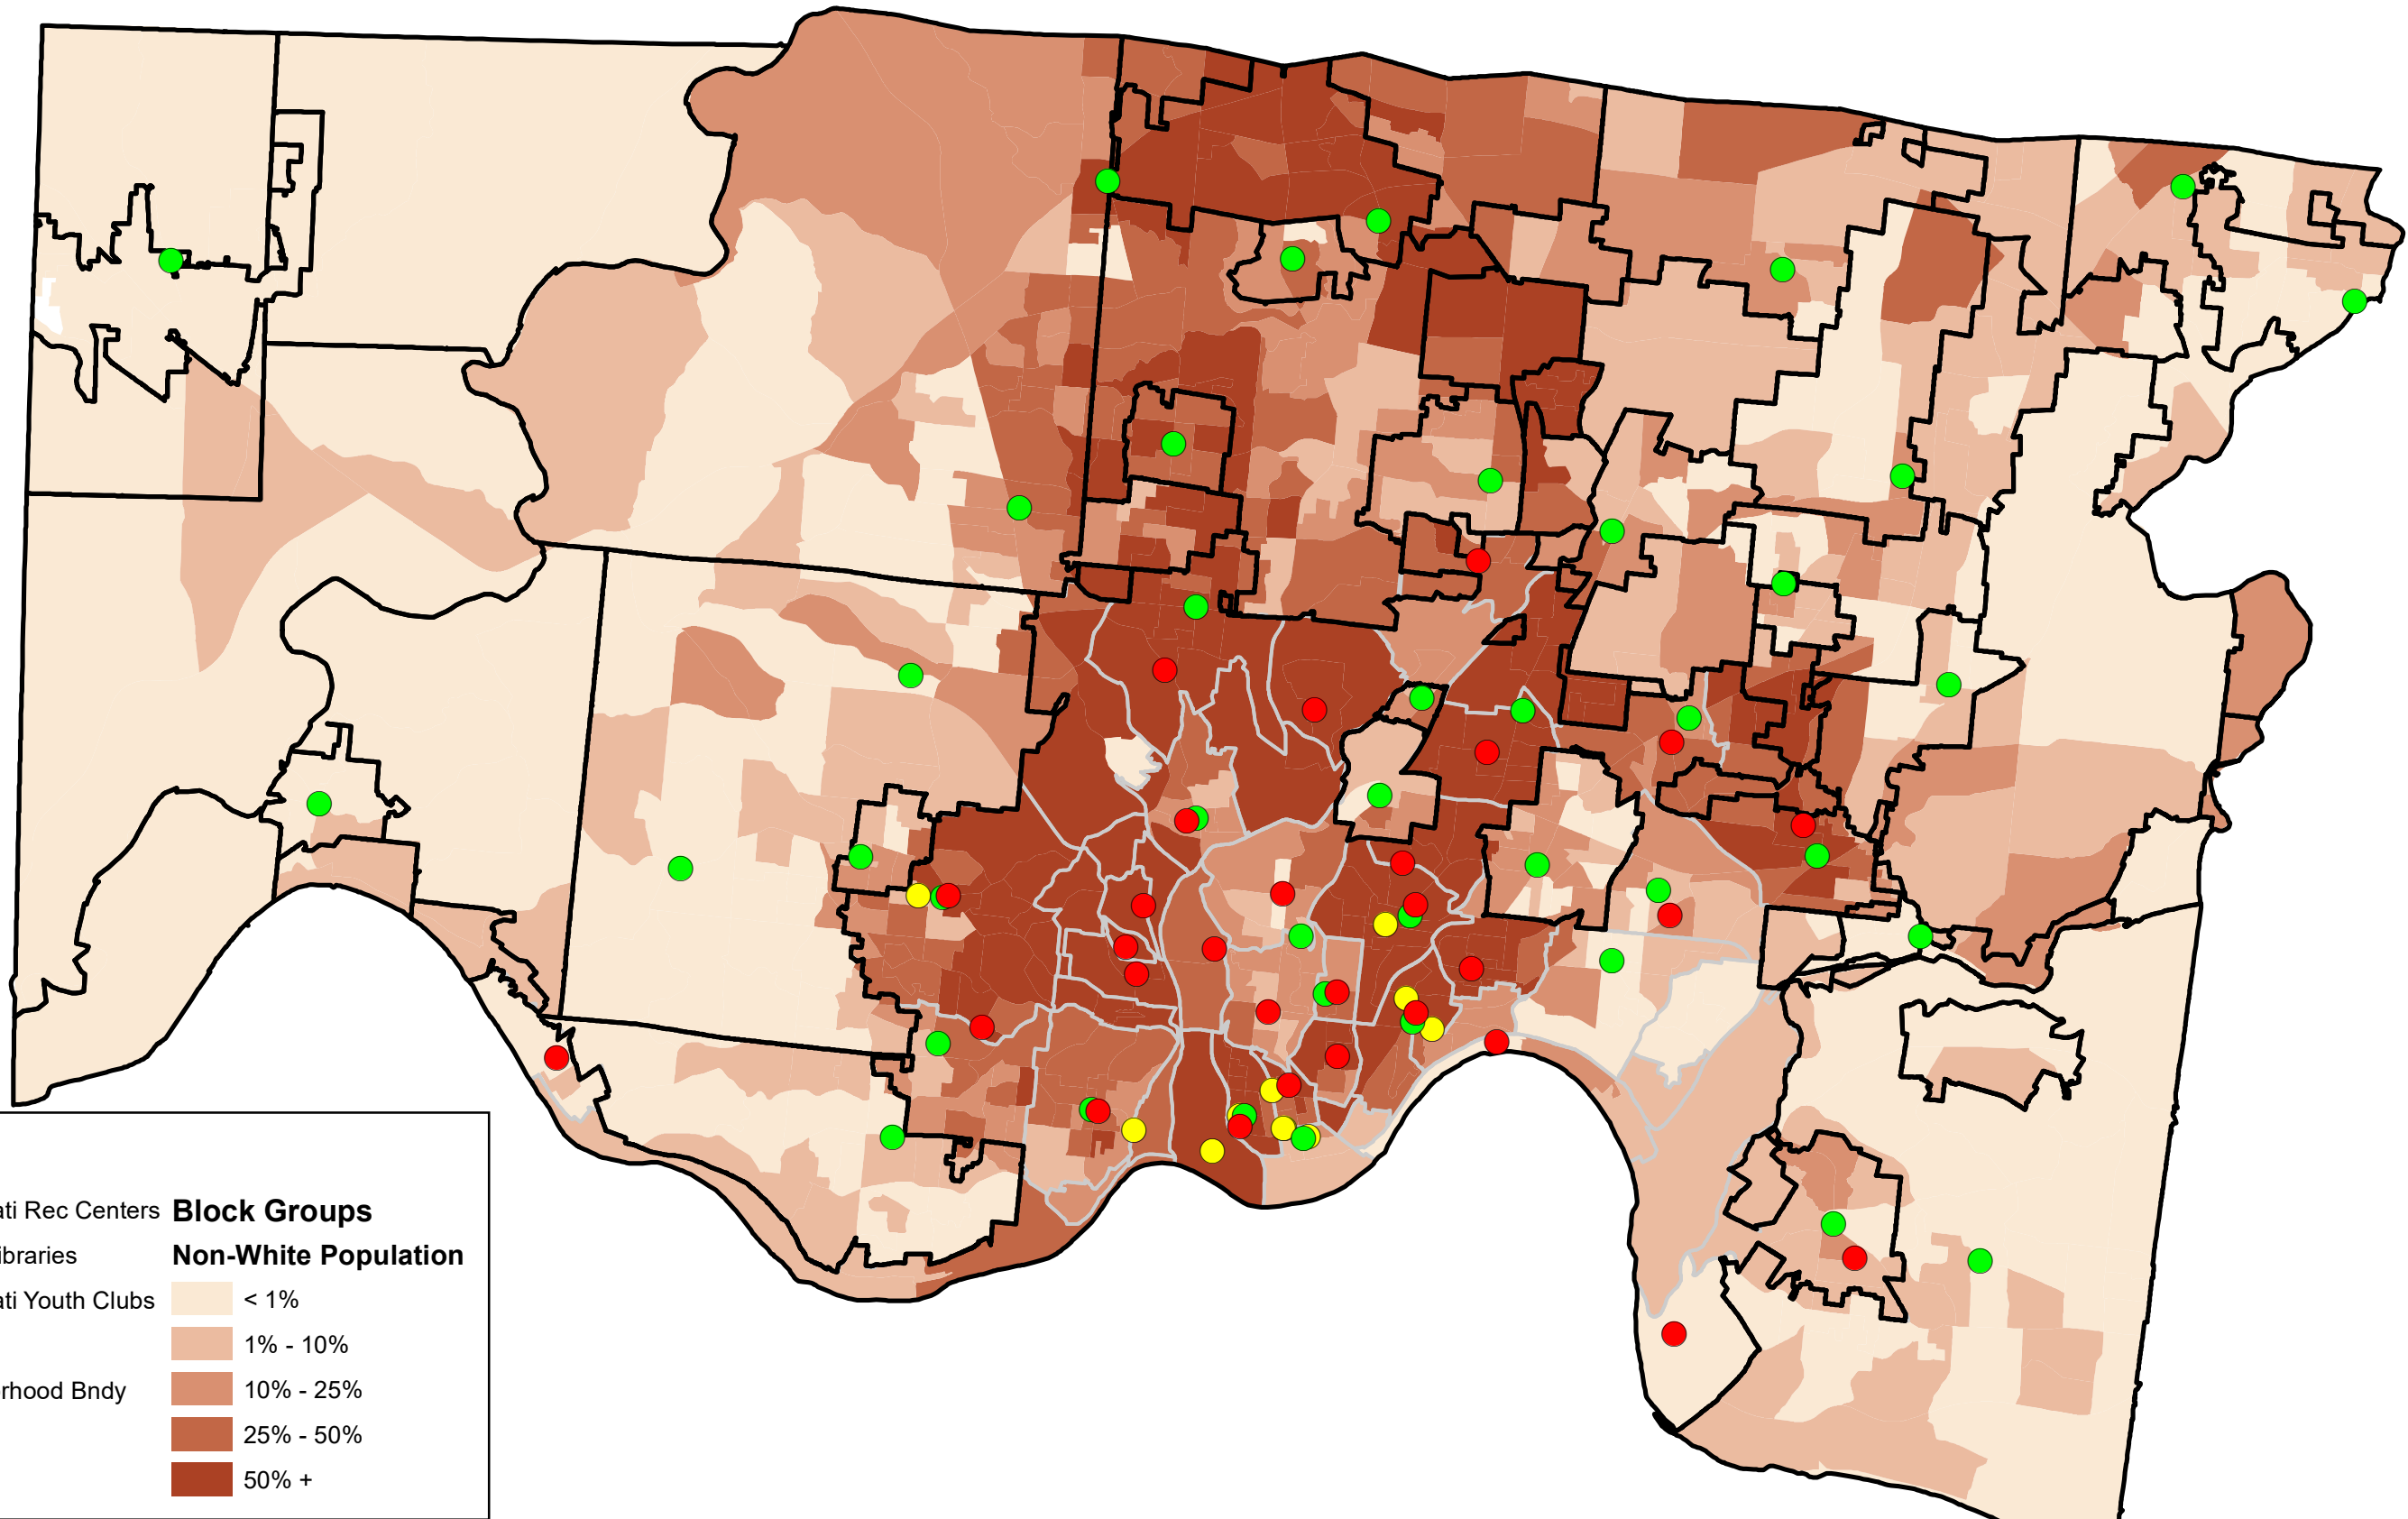 ati Rec Centers Block Groups
ibraries Non-White Population
ati Youth Clubs < 1%
1% - 10%
rhood Bndy 10% - 25%
25% - 50%
50% +